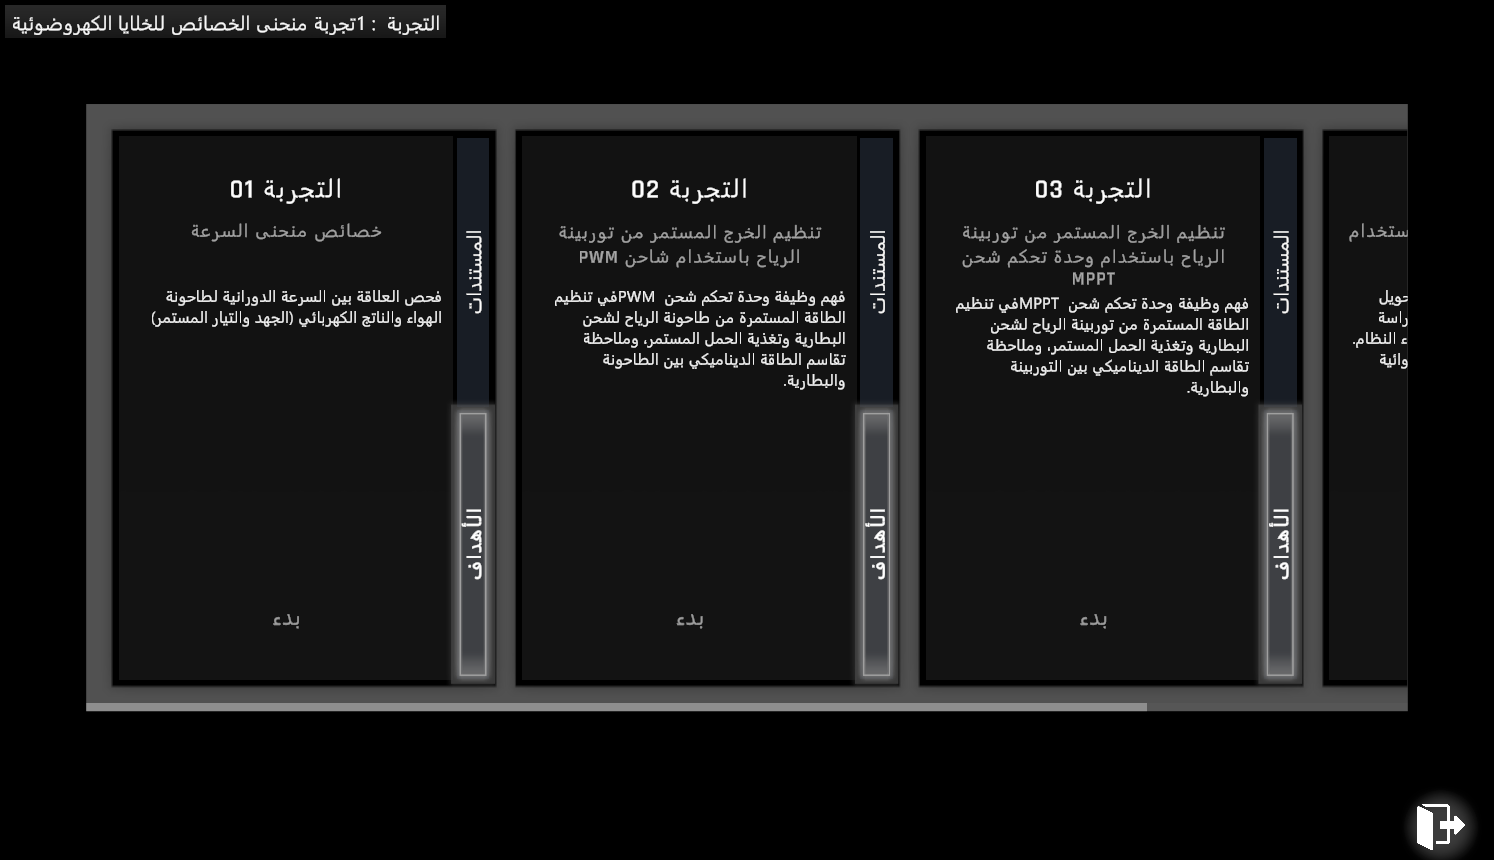 التجربة : 1تجربة منحنى الخصائص للخلايا الكهروضوئية
التجربة 01
خصائص منحنى السرعة
فحص العلاقة بين السرعة الدورانية لطاحونة
الهواء والناتج الكهربائي (الجهد والتيار المستمر)
بدء
المستندات
الأهداف
التجربة 02
تنظيم الخرج المستمر من توربينة
الرياح باستخدام شاحن PWM
فهم وظيفة وحدة تحكم شحن PWMفي تنظيم
الطاقة المستمرة من طاحونة الرياح لشحن
البطارية وتغذية الحمل المستمر، وملاحظة
تقاسم الطاقة الديناميكي بين الطاحونة
والبطارية.
بدء
المستندات
الأهداف
التجربة 03
تنظيم الخرج المستمر من توربينة
الرياح باستخدام وحدة تحكم شحن
MPPT
فهم وظيفة وحدة تحكم شحن MPPTفي تنظيم
الطاقة المستمرة من توربينة الرياح لشحن
البطارية وتغذية الحمل المستمر، وملاحظة
تقاسم الطاقة الديناميكي بين التوربينة
والبطارية.
بدء
المستندات
الأهداف
ء النظام.